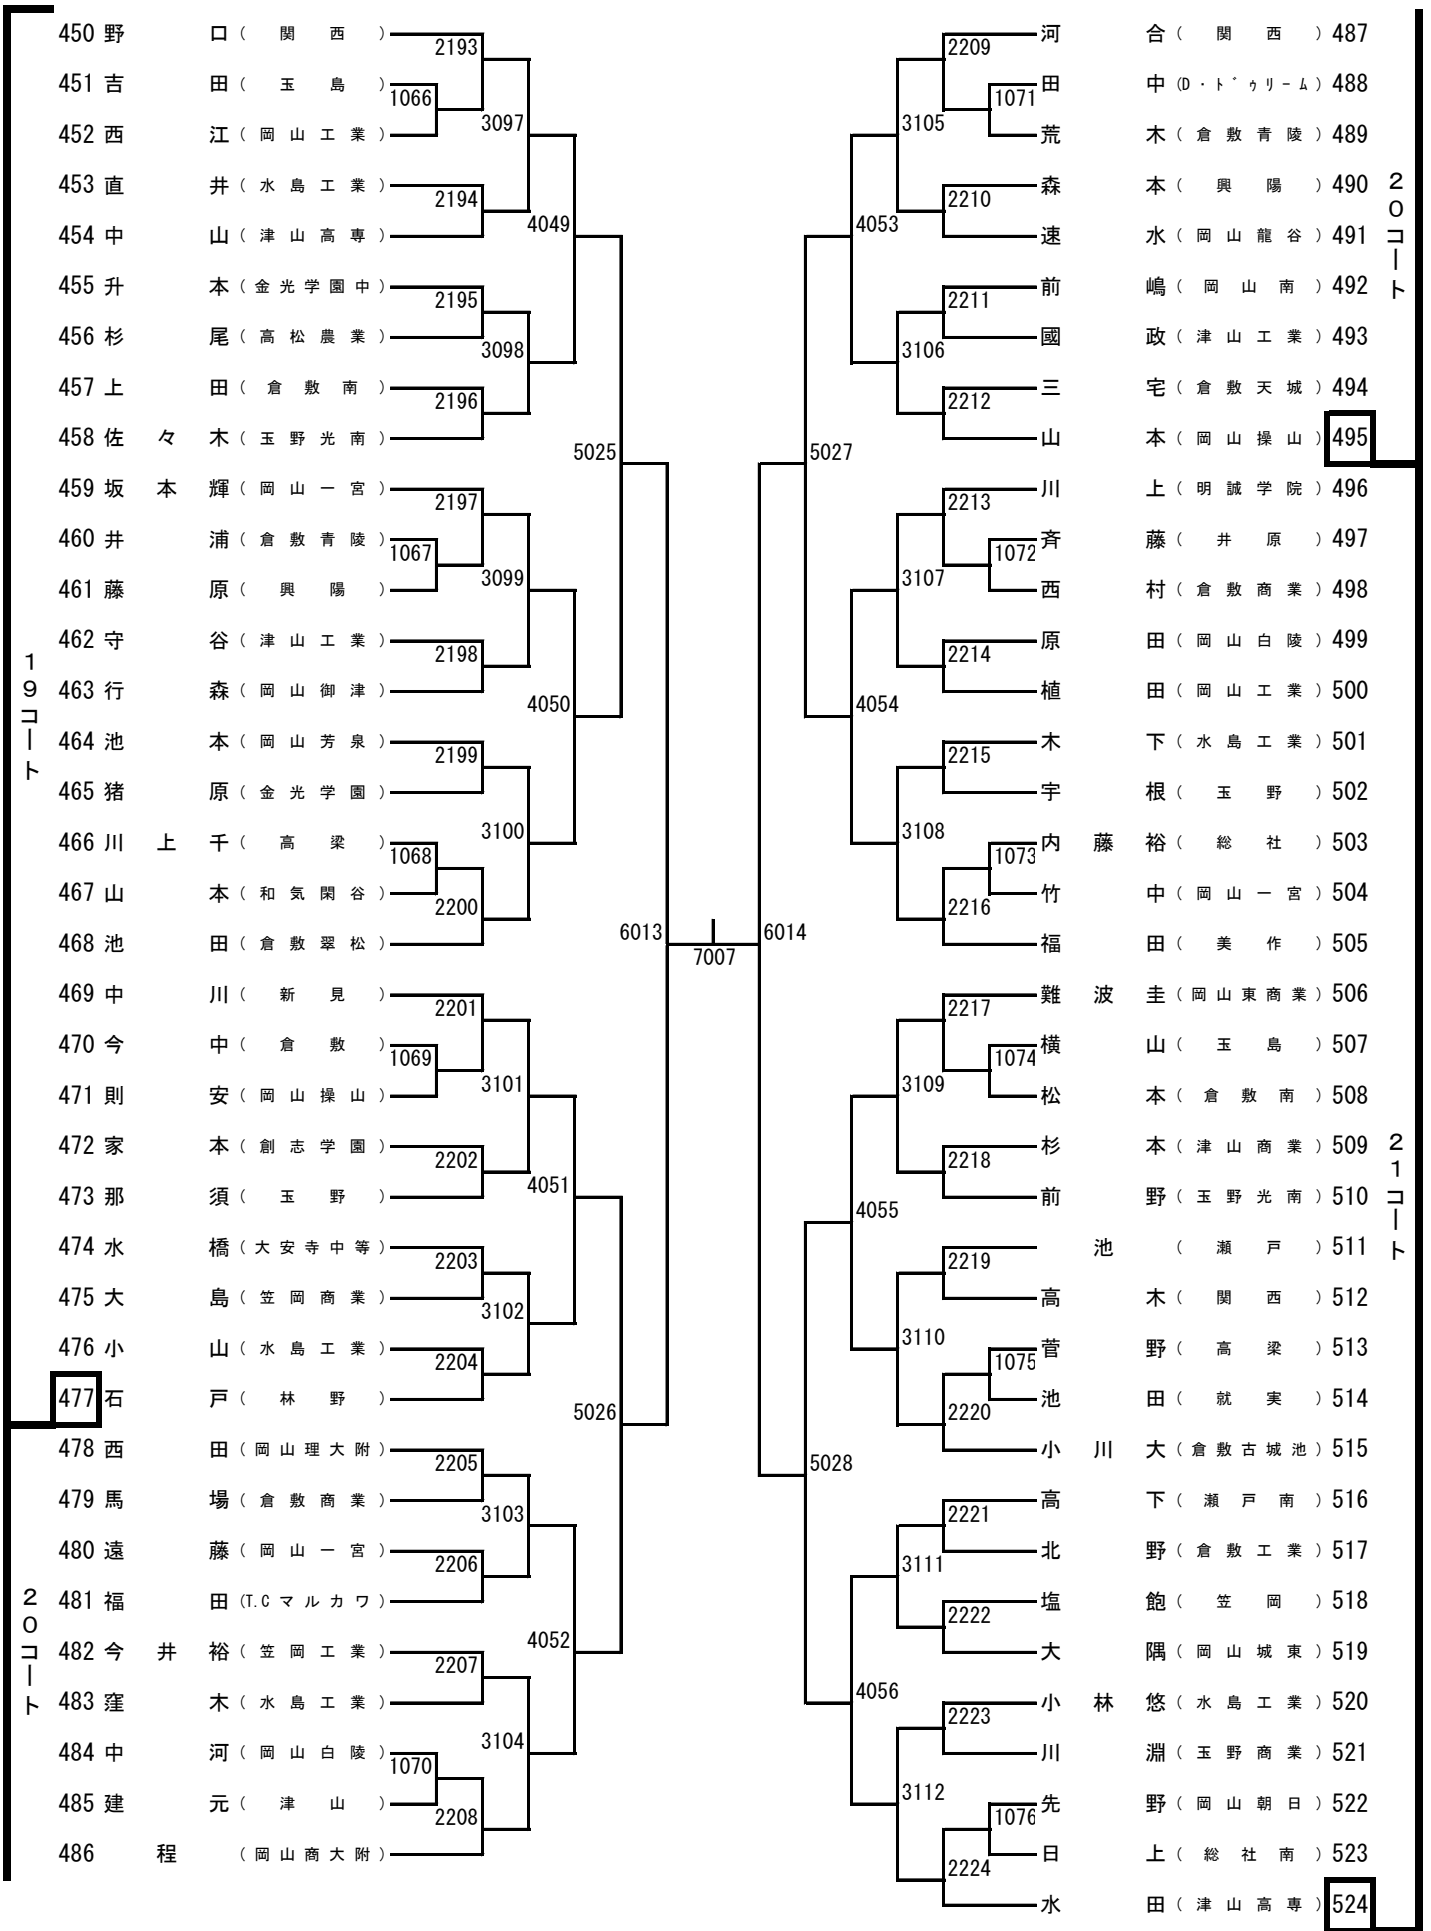 450 野口（関西）
451 吉田（玉島）
452 西江（岡山工業）
453 直井（水島工業）
454 中山（津山高専）
455 升本（金光学園中）
456 杉尾（高松農業）
457 上田（倉敷南）
458 佐々木（玉野光南）
459 坂本輝（岡山一宮）
460 井浦（倉敷青陵）
461 藤原（興陽）
462 守谷（津山工業）
463 行森（岡山御津）
464 池本（岡山芳泉）
465 猪原（金光学園）
466 川上千（高梁）
467 山本（和気閑谷）
468 池田（倉敷翠松）
469 中川（新見）
470 今中（倉敷）
471 則安（岡山操山）
472 家本（創志学園）
473 那須（玉野）
474 水橋（大安寺中等）
475 大島（笠岡商業）
476 小山（水島工業）
477 石戸（林野）
478 西田（岡山理大附）
479 馬場（倉敷商業）
480 遠藤（岡山一宮）
481 福田（T.Cマルカワ）
482 今井裕（笠岡工業）
483 窪木（水島工業）
484 中河（岡山白陵）
485 建元（津山）
486 程（岡山商大附）
19コート
20コート
1066
1067
1068
1069
1070
2193
2194
2195
2196
2197
2198
2199
2200
2201
2202
2203
2204
2205
2206
2207
2208
3097
3098
3099
3100
3101
3102
3103
3104
4049
4050
4051
4052
5025
5026
6013
7007
6014
5027
5028
4053
4054
4055
4056
3105
3106
3107
3108
3109
3110
3111
3112
2209
2210
2211
2212
2213
2214
2215
2216
2217
2218
2219
2220
2221
2222
2223
2224
1071
1072
1073
1074
1075
1076
河合（関西）487
田中（D・ドゥリーム）488
荒木（倉敷青陵）489
森本（興陽）490
速水（岡山龍谷）491
前嶋（岡山南）492
國政（津山工業）493
三宅（倉敷天城）494
山本（岡山操山）495
川上（明誠学院）496
斉藤（井原）497
西村（倉敷商業）498
原田（岡山白陵）499
植田（岡山工業）500
木下（水島工業）501
宇根（玉野）502
内藤裕（総社）503
竹中（岡山一宮）504
福田（美作）505
難波圭（岡山東商業）506
横山（玉島）507
松本（倉敷南）508
杉本（津山商業）509
前野（玉野光南）510
池（瀬戸）511
高木（関西）512
菅野（高梁）513
池田（就実）514
小川大（倉敷古城池）515
高下（瀬戸南）516
北野（倉敷工業）517
塩飽（笠岡）518
大隅（岡山城東）519
小林悠（水島工業）520
川淵（玉野商業）521
先野（岡山朝日）522
日上（総社南）523
水田（津山高専）524
20コート
21コート